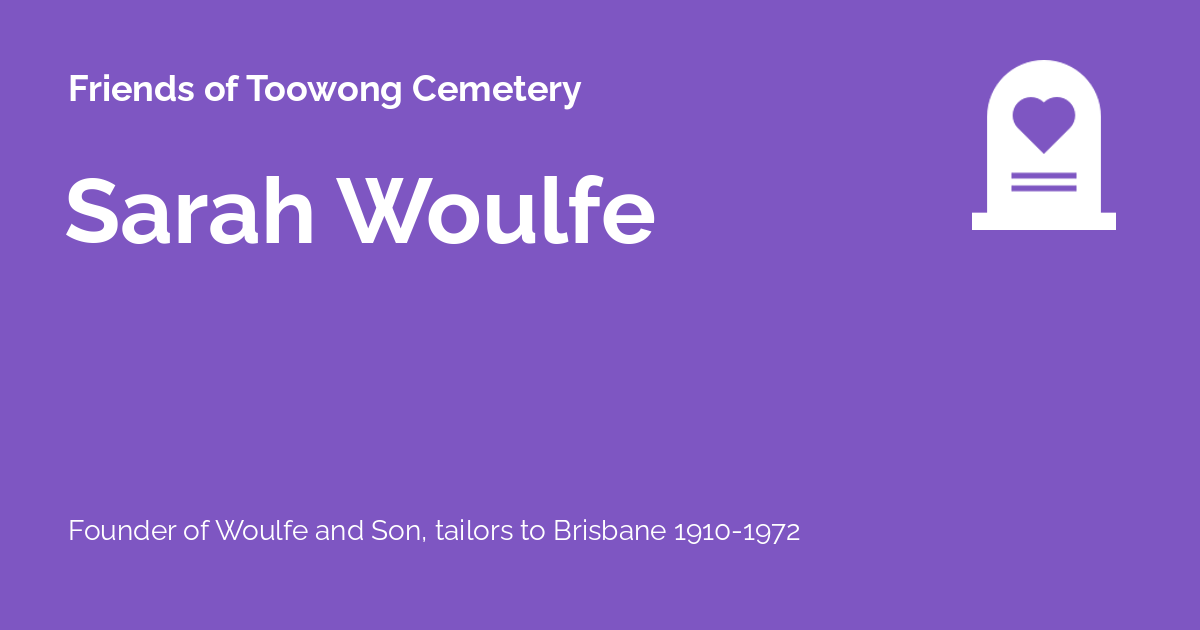 Friends of Toowong Cemetery
Sarah Woulfe
Founder of Woulfe and Son, tailors to Brisbane 1910-1972